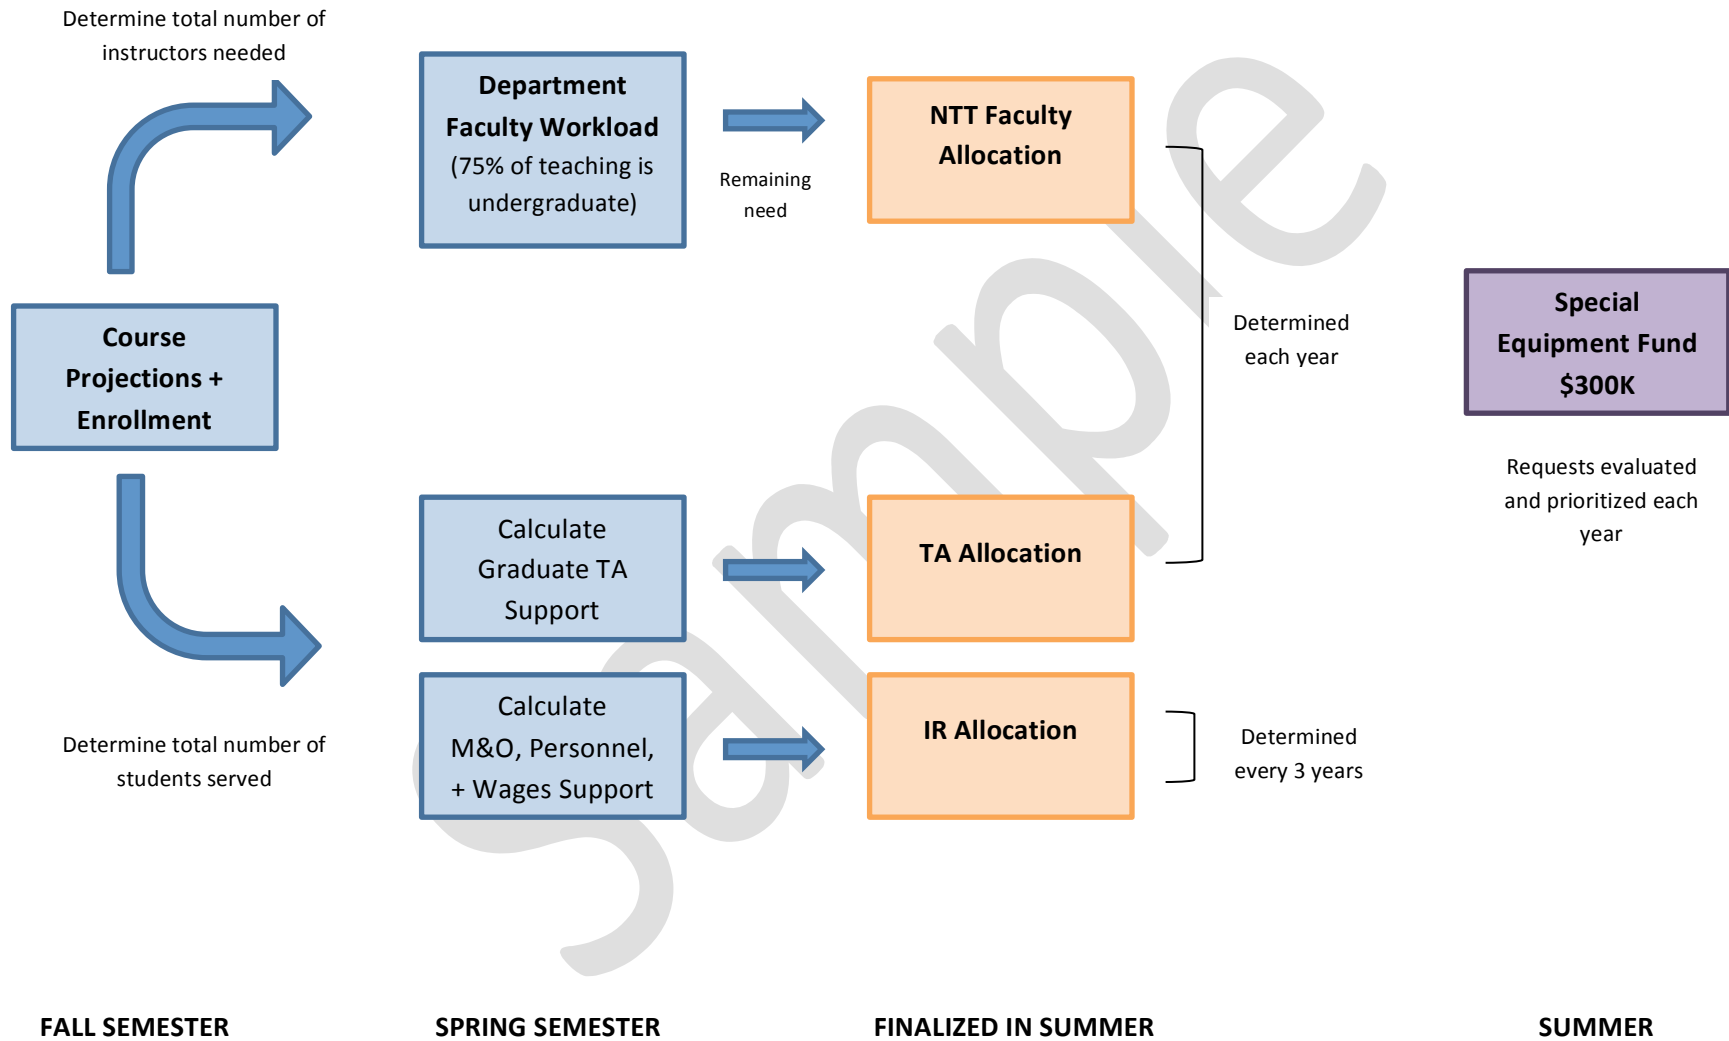 Determine total number of
instructors needed
Department
Faculty Workload
(75% of teaching is
undergraduate)
Remaining
need
NTT Faculty
Allocation
Course
Projections +
Enrollment
Determined
each year
Special
Equipment Fund
$300K
Requests evaluated
and prioritized each
year
Calculate
Graduate TA
Support
TA Allocation
Determine total number of
students served
Calculate
M&O, Personnel,
+ Wages Support
IR Allocation
Determined
every 3 years
Sample
FALL SEMESTER
SPRING SEMESTER
FINALIZED IN SUMMER
SUMMER